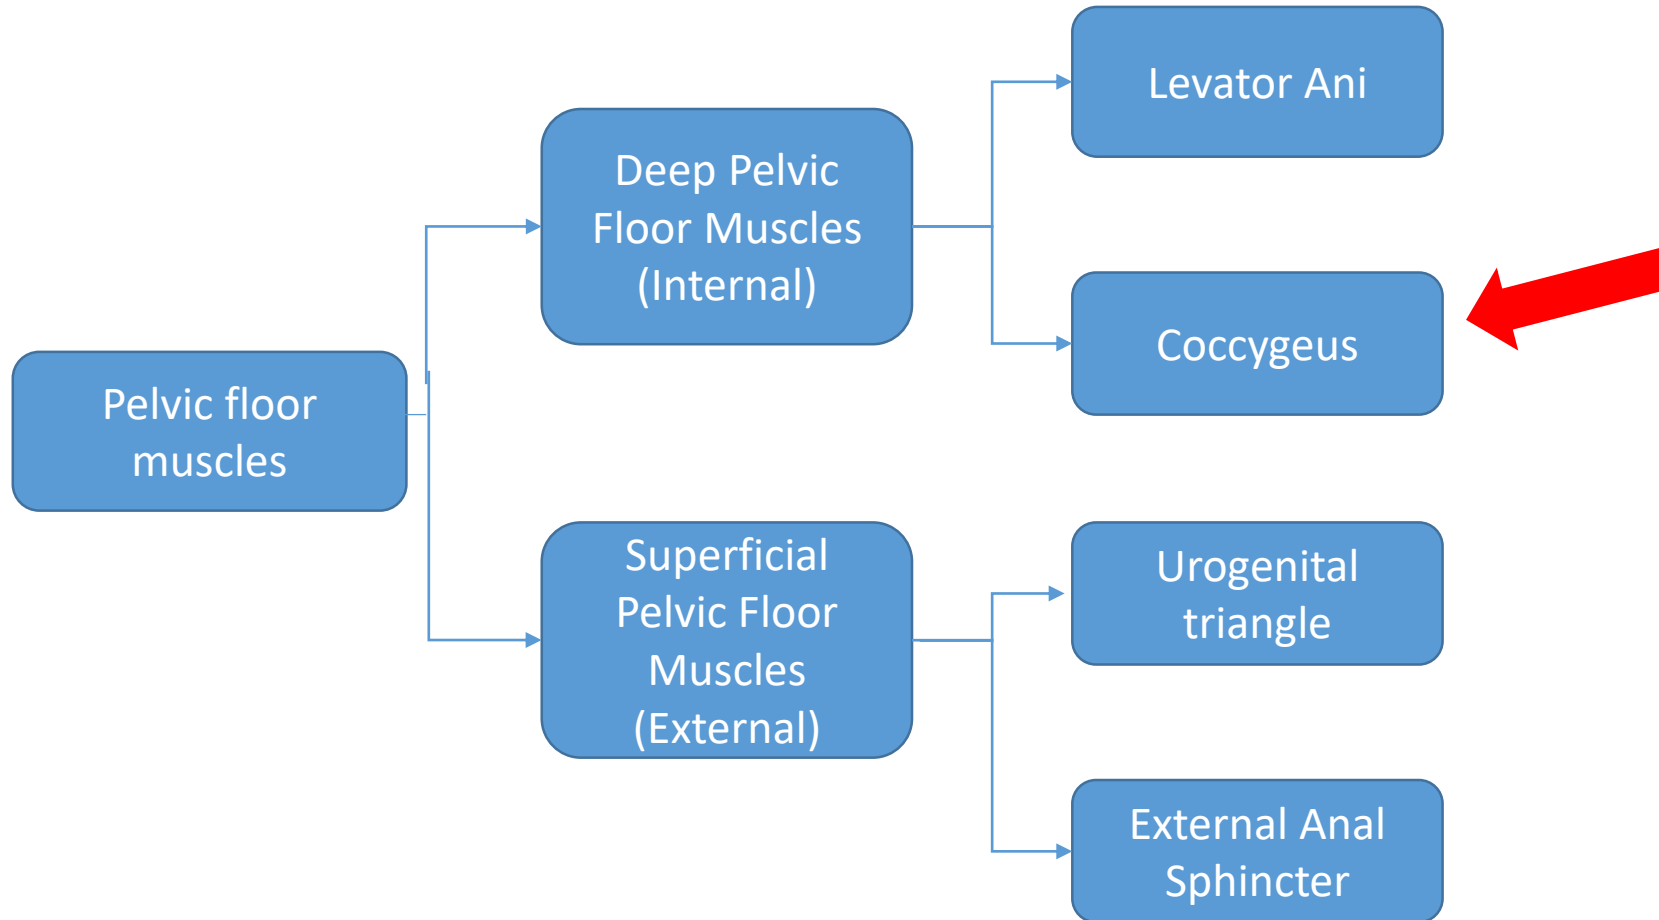 Pelvic floor
muscles
Deep Pelvic
Floor Muscles
(Internal)
Superficial
Pelvic Floor
Muscles
(External)
Levator Ani
Coccygeus
Urogenital
triangle
External Anal
Sphincter